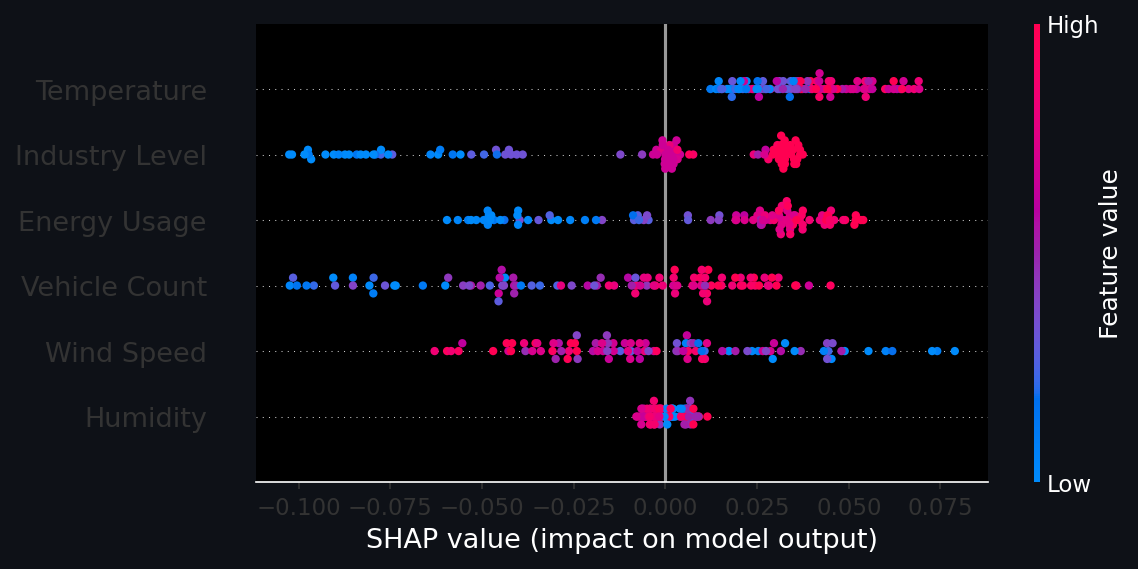 High
Temperature
Industry Level
Energy Usage
Vehicle Count
Wind Speed
Humidity
Feature value
Low
−0.100 −0.075 −0.050 −0.025 0.000 0.025 0.050 0.075
SHAP value (impact on model output)